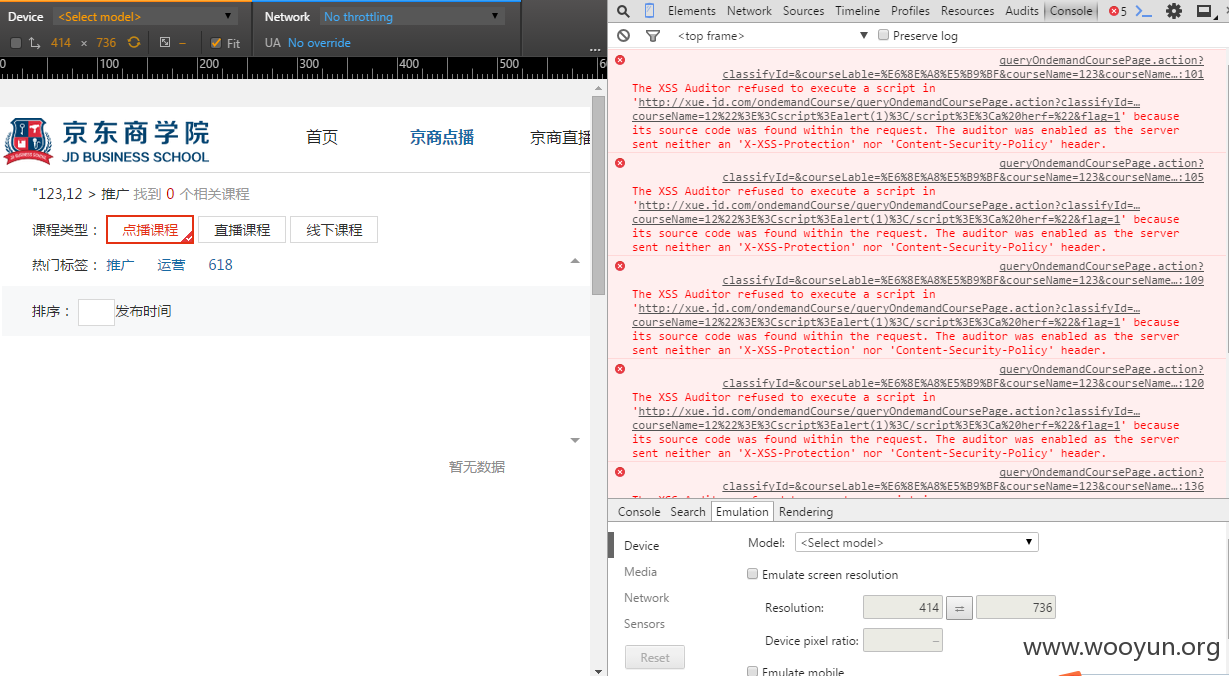 Device <Select model>
Network No throttling
414 × 736 – Fit
UA No override
...
0 100 200 300 400 500 60
京东商学院
JD BUSINESS SCHOOL
首页 京商点播 京商直播
"123,12 > 推广 找到 0 个相关课程
课程类型： 点播课程 直播课程 线下课程
热门标签： 推广 运营 618
排序： 发布时间
暂无数据
Elements Network Sources Timeline Profiles Resources Audits Console 5
<top frame> Preserve log
queryOndemandCoursePage.action?
classifyId=&courseLable=%E6%8E%A8%E5%B9%BF&courseName=123&courseName…:101
The XSS Auditor refused to execute a script in
'http://xue.jd.com/ondemandCourse/queryOndemandCoursePage.action?classifyId=…
courseName=12%22%3E%3Cscript%3Ealert(1)%3C/script%3E%3Ca%20herf=%22&flag=1' because
its source code was found within the request. The auditor was enabled as the server
sent neither an 'X-XSS-Protection' nor 'Content-Security-Policy' header.
queryOndemandCoursePage.action?
classifyId=&courseLable=%E6%8E%A8%E5%B9%BF&courseName=123&courseName…:105
The XSS Auditor refused to execute a script in
'http://xue.jd.com/ondemandCourse/queryOndemandCoursePage.action?classifyId=…
courseName=12%22%3E%3Cscript%3Ealert(1)%3C/script%3E%3Ca%20herf=%22&flag=1' because
its source code was found within the request. The auditor was enabled as the server
sent neither an 'X-XSS-Protection' nor 'Content-Security-Policy' header.
queryOndemandCoursePage.action?
classifyId=&courseLable=%E6%8E%A8%E5%B9%BF&courseName=123&courseName…:109
The XSS Auditor refused to execute a script in
'http://xue.jd.com/ondemandCourse/queryOndemandCoursePage.action?classifyId=…
courseName=12%22%3E%3Cscript%3Ealert(1)%3C/script%3E%3Ca%20herf=%22&flag=1' because
its source code was found within the request. The auditor was enabled as the server
sent neither an 'X-XSS-Protection' nor 'Content-Security-Policy' header.
queryOndemandCoursePage.action?
classifyId=&courseLable=%E6%8E%A8%E5%B9%BF&courseName=123&courseName…:120
The XSS Auditor refused to execute a script in
'http://xue.jd.com/ondemandCourse/queryOndemandCoursePage.action?classifyId=…
courseName=12%22%3E%3Cscript%3Ealert(1)%3C/script%3E%3Ca%20herf=%22&flag=1' because
its source code was found within the request. The auditor was enabled as the server
sent neither an 'X-XSS-Protection' nor 'Content-Security-Policy' header.
queryOndemandCoursePage.action?
classifyId=&courseLable=%E6%8E%A8%E5%B9%BF&courseName=123&courseName…:136
Console Search Emulation Rendering
Device
Media
Network
Sensors
Reset
Model: <Select model>
Emulate screen resolution
Resolution: 414 736
Device pixel ratio: –
Emulate mobile
www.wooyun.org